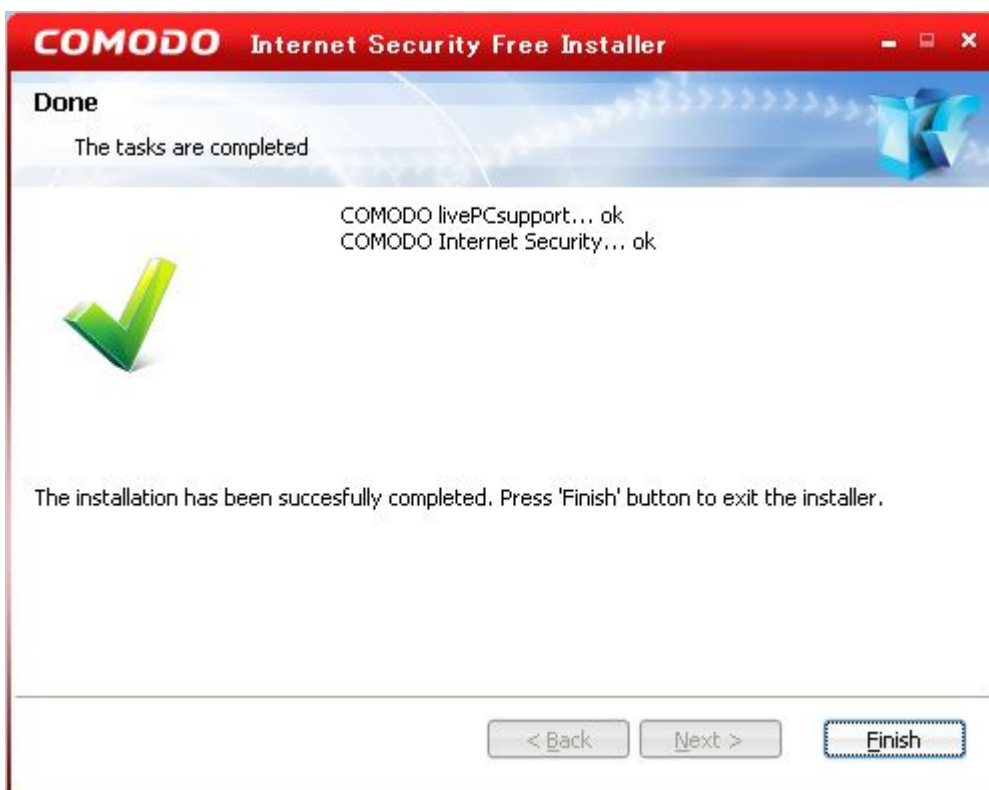 COMODO Internet Security Free Installer
Done
The tasks are completed
COMODO livePCsupport... ok
COMODO Internet Security... ok
The installation has been succesfully completed. Press 'Finish' button to exit the installer.
< Back Next > Finish